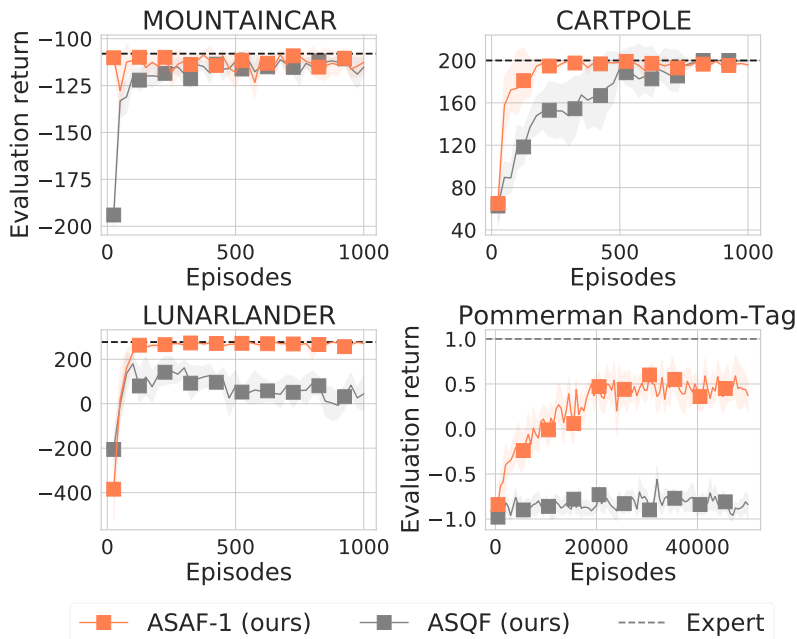 MOUNTAINCAR
Evaluation return
−100
−125
−150
−175
−200
0
500
1000
Episodes
CARTPOLE
200
160
120
80
40
0
500
1000
Episodes
LUNARLANDER
200
0
−200
−400
0
500
1000
Episodes
Pommerman Random-Tag
Evaluation return
1.0
0.5
0.0
−0.5
−1.0
0
20000
40000
Episodes
ASAF-1 (ours)
ASQF (ours)
Expert